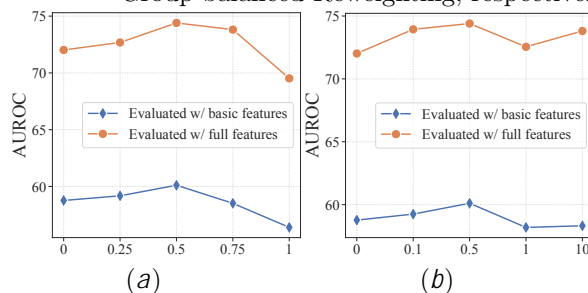 Group-balanced Reweighting, respective
75
70
65
60
AUROC
Evaluated w/ basic features
Evaluated w/ full features
0 0.25 0.5 0.75 1
(a)
75
70
65
60
AUROC
Evaluated w/ basic features
Evaluated w/ full features
0 0.1 0.5 1 10
(b)